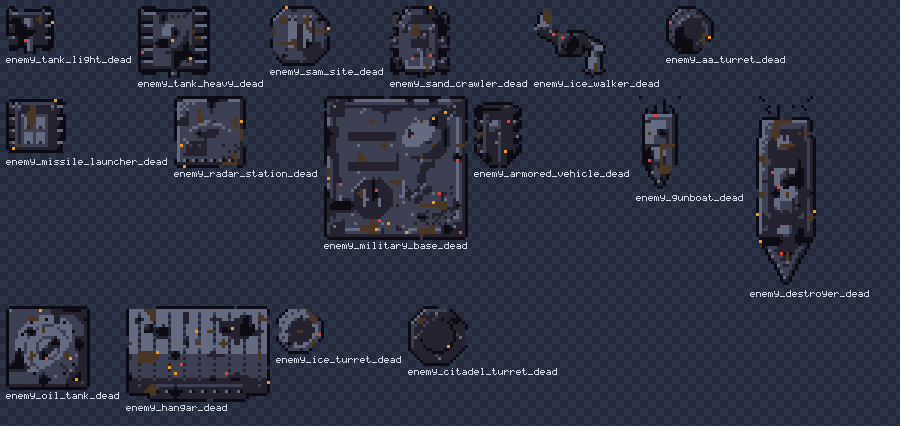 enemy_tank_light_dead
enemy_tank_heavy_dead
enemy_sam_site_dead
enemy_sand_crawler_dead
enemy_ice_walker_dead
enemy_aa_turret_dead
enemy_missile_launcher_dead
enemy_radar_station_dead
enemy_military_base_dead
enemy_armored_vehicle_dead
enemy_gunboat_dead
enemy_destroyer_dead
enemy_oil_tank_dead
enemy_hangar_dead
enemy_ice_turret_dead
enemy_citadel_turret_dead